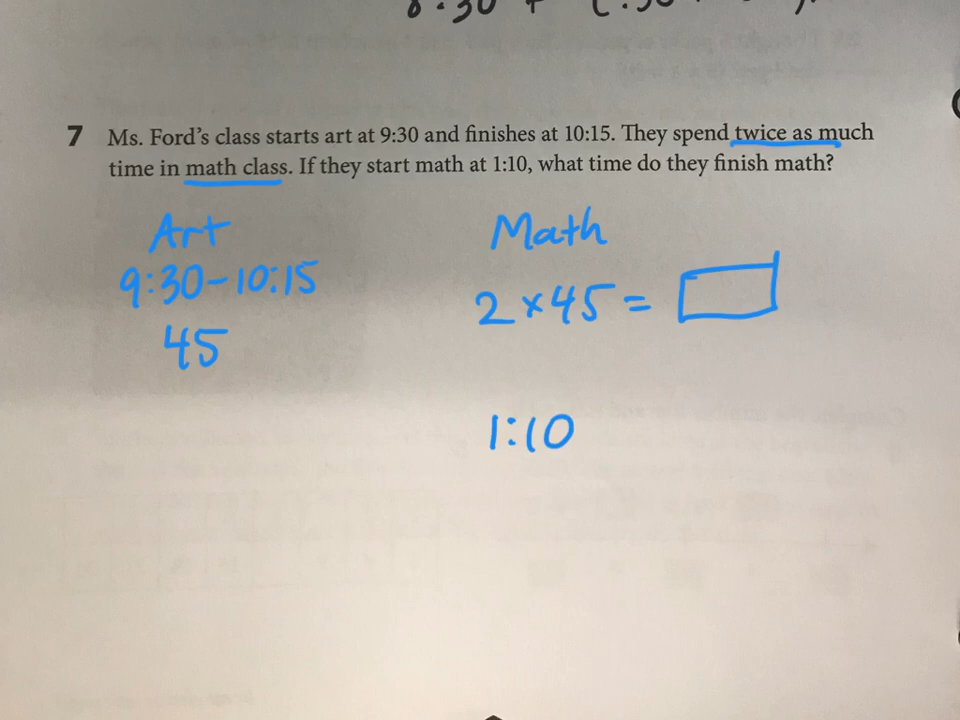 7 Ms. Ford's class starts art at 9:30 and finishes at 10:15. They spend twice as much
time in math class. If they start math at 1:10, what time do they finish math?
Art
9:30-10:15
45
Math
2 × 45 =
1:10